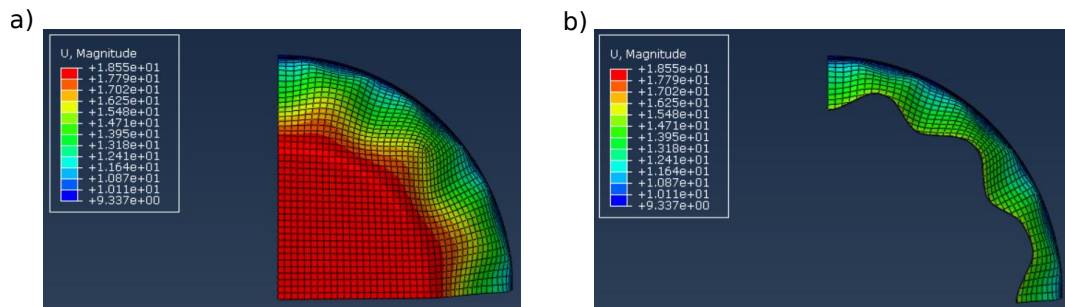 a)
U, Magnitude
+1.855e+01
+1.779e+01
+1.702e+01
+1.625e+01
+1.548e+01
+1.471e+01
+1.395e+01
+1.318e+01
+1.241e+01
+1.164e+01
+1.087e+01
+1.011e+01
+9.337e+00
b)
U, Magnitude
+1.855e+01
+1.779e+01
+1.702e+01
+1.625e+01
+1.548e+01
+1.471e+01
+1.395e+01
+1.318e+01
+1.241e+01
+1.164e+01
+1.087e+01
+1.011e+01
+9.337e+00